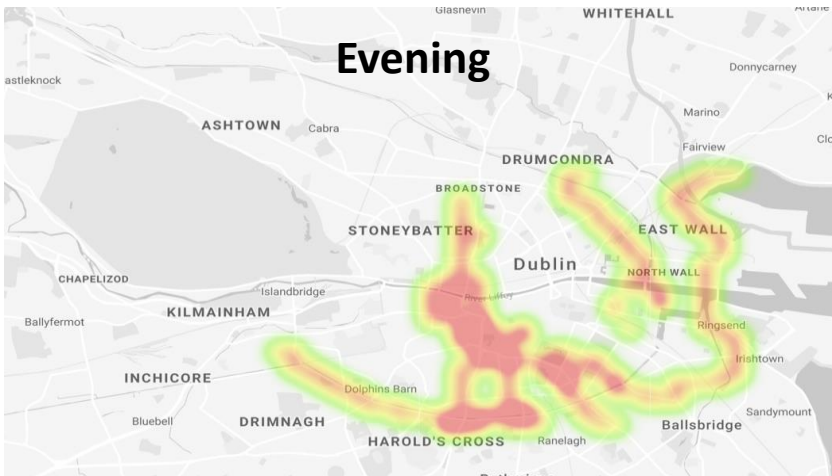 Glasnevin
WHITEHALL
Evening
Donnycarney
astleknock
Marino
ASHTOWN
Cabra
Fairview
DRUMCONDRA
BROADSTONE
STONEYBATTER
EAST WALL
Dublin
NORTH WALL
CHAPELIZOD
Islandbridge
River Liffey
KILMAINHAM
Ballyfermot
Ringsend
Irishtown
INCHICORE
Dolphins Barn
Sandymount
Bluebell
DRIMNAGH
Ballsbridge
HAROLD'S CROSS
Ranelagh